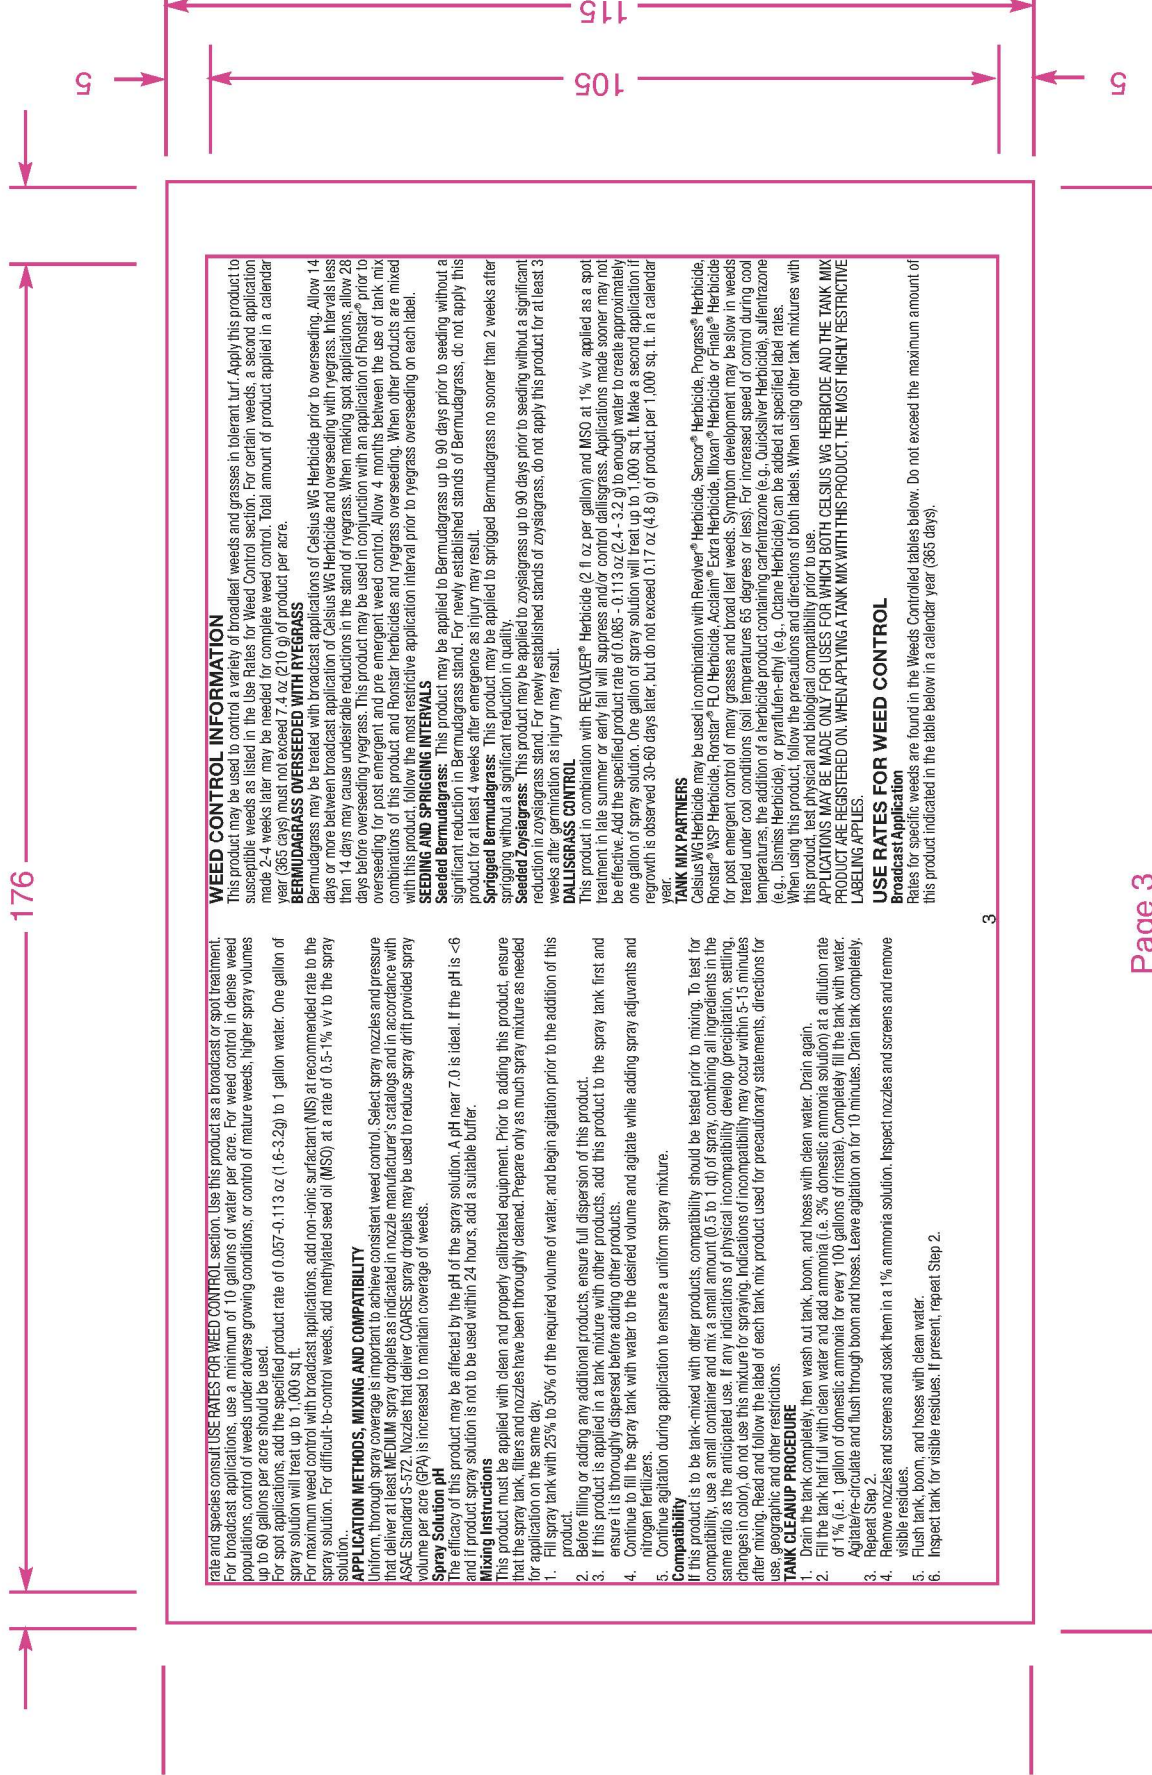 115
5
105
5
176
rate and species consult USE RATES FOR WEED CONTROL section. Use this product as a broadcast or spot treatment.
For broadcast applications, use a minimum of 10 gallons of water per acre. For weed control in dense weed
populations, control of weeds under adverse growing conditions, or control of mature weeds, higher spray volumes
up to 60 gallons per acre should be used.
For spot applications, add the specified product rate of 0.057-0.113 oz (1.6-3.2g) to 1 gallon water. One gallon of
spray solution will treat up to 1,000 sq ft.
For maximum weed control with broadcast applications, add non-ionic surfactant (NIS) at recommended rate to the
spray solution. For difficult-to-control weeds, add methylated seed oil (MSO) at a rate of 0.5-1% v/v to the spray
solution..
APPLICATION METHODS, MIXING AND COMPATIBILITY
Uniform, thorough spray coverage is important to achieve consistent weed control. Select spray nozzles and pressure
that deliver at least MEDIUM spray droplets as indicated in nozzle manufacturer's catalogs and in accordance with
ASAE Standard S-572. Nozzles that deliver COARSE spray droplets may be used to reduce spray drift provided spray
volume per acre (GPA) is increased to maintain coverage of weeds.
Spray Solution pH
The efficacy of this product may be affected by the pH of the spray solution. A pH near 7.0 is ideal. If the pH is <6
and if product spray solution is not to be used within 24 hours, add a suitable buffer.
Mixing Instructions
This product must be applied with clean and properly calibrated equipment. Prior to adding this product, ensure
that the spray tank, filters and nozzles have been thoroughly cleaned. Prepare only as much spray mixture as needed
for application on the same day.
1. Fill spray tank with 25% to 50% of the required volume of water, and begin agitation prior to the addition of this
product.
2. Before filling or adding any additional products, ensure full dispersion of this product.
3. If this product is applied in a tank mixture with other products, add this product to the spray tank first and
ensure it is thoroughly dispersed before adding other products.
4. Continue to fill the spray tank with water to the desired volume and agitate while adding spray adjuvants and
nitrogen fertilizers.
5. Continue agitation during application to ensure a uniform spray mixture.
Compatibility
If this product is to be tank-mixed with other products, compatibility should be tested prior to mixing. To test for
compatibility, use a small container and mix a small amount (0.5 to 1 q) of spray, combining all ingredients in the
same ratio as the anticipated use. If any indications of physical incompatibility develop (precipitation, settling,
changes in color), do not use this mixture for spraying. Indications of incompatibility may occur within 5-15 minutes
after mixing. Read and follow the label of each tank mix product used for precautionary statements, directions for
use, geographic and other restrictions.
TANK CLEANUP PROCEDURE
1. Drain the tank completely, then wash out tank, boom, and hoses with clean water. Drain again.
2. Fill the tank half full with clean water and add ammonia (i.e. 3% domestic ammonia solution) at a dilution rate
of 1% (i.e. 1 gallon of domestic ammonia for every 100 gallons of rinsate). Completely fill the tank with water.
Agitate/re-circulate and flush through boom and hoses. Leave agitation on for 10 minutes. Drain tank completely.
3. Repeat Step 2.
4. Remove nozzles and screens and soak them in a 1% ammonia solution. Inspect nozzles and screens and remove
visible residues.
5. Flush tank, boom, and hoses with clean water.
6. Inspect tank for visible residues. If present, repeat Step 2.
WEED CONTROL INFORMATION
This product may be used to control a variety of broadleaf weeds and grasses in tolerant turf. Apply this product to
susceptible weeds as listed in the Use Rates for Weed Control section. For certain weeds, a second application
made 2-4 weeks later may be needed for complete weed control. Total amount of product applied in a calendar
year (365 days) must not exceed 7.4 oz (210 g) of product per acre.
BERMUDAGRASS OVERSEEDED WITH RYEGRASS
Bermudagrass may be treated with broadcast applications of Celsius WG Herbicide prior to overseeding. Allow 14
days or more between broadcast application of Celsius WG Herbicide and overseeding with ryegrass. Intervals less
than 14 days may cause undesirable reductions in the stand of ryegrass. When making spot applications, allow 28
days before overseeding ryegrass. This product may be used in conjunction with an application of Ronstar® prior to
overseeding for post emergent and pre emergent weed control. Allow 4 months between the use of tank mix
combinations of this product and Ronstar herbicides and ryegrass overseeding. When other products are mixed
with this product, follow the most restrictive application interval prior to ryegrass overseeding on each label.
SEEDING AND SPRIGGING INTERVALS
Seeded Bermudagrass: This product may be applied to Bermudagrass up to 90 days prior to seeding without a
significant reduction in Bermudagrass stand. For newly established stands of Bermudagrass, do not apply this
product for at least 4 weeks after emergence as injury may result.
Sprigged Bermudagrass: This product may be applied to sprigged Bermudagrass no sooner than 2 weeks after
sprigging without a significant reduction in quality.
Seeded Zoysiagrass: This product may be applied to zoysiagrass up to 90 days prior to seeding without a significant
reduction in zoysiagrass stand. For newly established stands of zoysiagrass, do not apply this product for at least 3
weeks after germination as injury may result.
DALLISGRASS CONTROL
This product in combination with REVOLVER® Herbicide (2 fl oz per gallon) and MSO at 1% v/v applied as a spot
treatment in late summer or early fall will suppress and/or control dallisgrass. Applications made sooner may not
be effective. Add the specified product rate of 0.085 - 0.113 oz (2.4 - 3.2 g) to enough water to create approximately
one gallon of spray solution. One gallon of spray solution will treat up to 1,000 sq ft. Make a second application if
regrowth is observed 30-60 days later, but do not exceed 0.17 oz (4.8 g) of product per 1,000 sq. ft. in a calendar
year.
TANK MIX PARTNERS
Celsius WG Herbicide may be used in combination with Revolver® Herbicide, Sencor® Herbicide, Prograss® Herbicide,
Ronstar® WSP Herbicide, Ronstar® FLO Herbicide, Acclaim® Extra Herbicide, Illoxan® Herbicide or Finale® Herbicide
for post emergent control of many grasses and broad leaf weeds. Symptom development may be slow in weeds
treated under cool conditions (soil temperatures 65 degrees or less). For increased speed of control during cool
temperatures, the addition of a herbicide product containing carfentrazone (e.g., Quicksilver Herbicide), sulfentrazone
(e.g., Dismiss Herbicide), or pyraflufen-ethyl (e.g., Octane Herbicide) can be added at specified label rates.
When using this product, follow the precautions and directions of both labels. When using other tank mixtures with
this product, test physical and biological compatibility prior to use.
APPLICATIONS MAY BE MADE ONLY FOR USES FOR WHICH BOTH CELSIUS WG HERBICIDE AND THE TANK MIX
PRODUCT ARE REGISTERED ON. WHEN APPLYING A TANK MIX WITH THIS PRODUCT, THE MOST HIGHLY RESTRICTIVE
LABELING APPLIES.
USE RATES FOR WEED CONTROL
Broadcast Application
Rates for specific weeds are found in the Weeds Controlled tables below. Do not exceed the maximum amount of
this product indicated in the table below in a calendar year (365 days).
3
Page 3